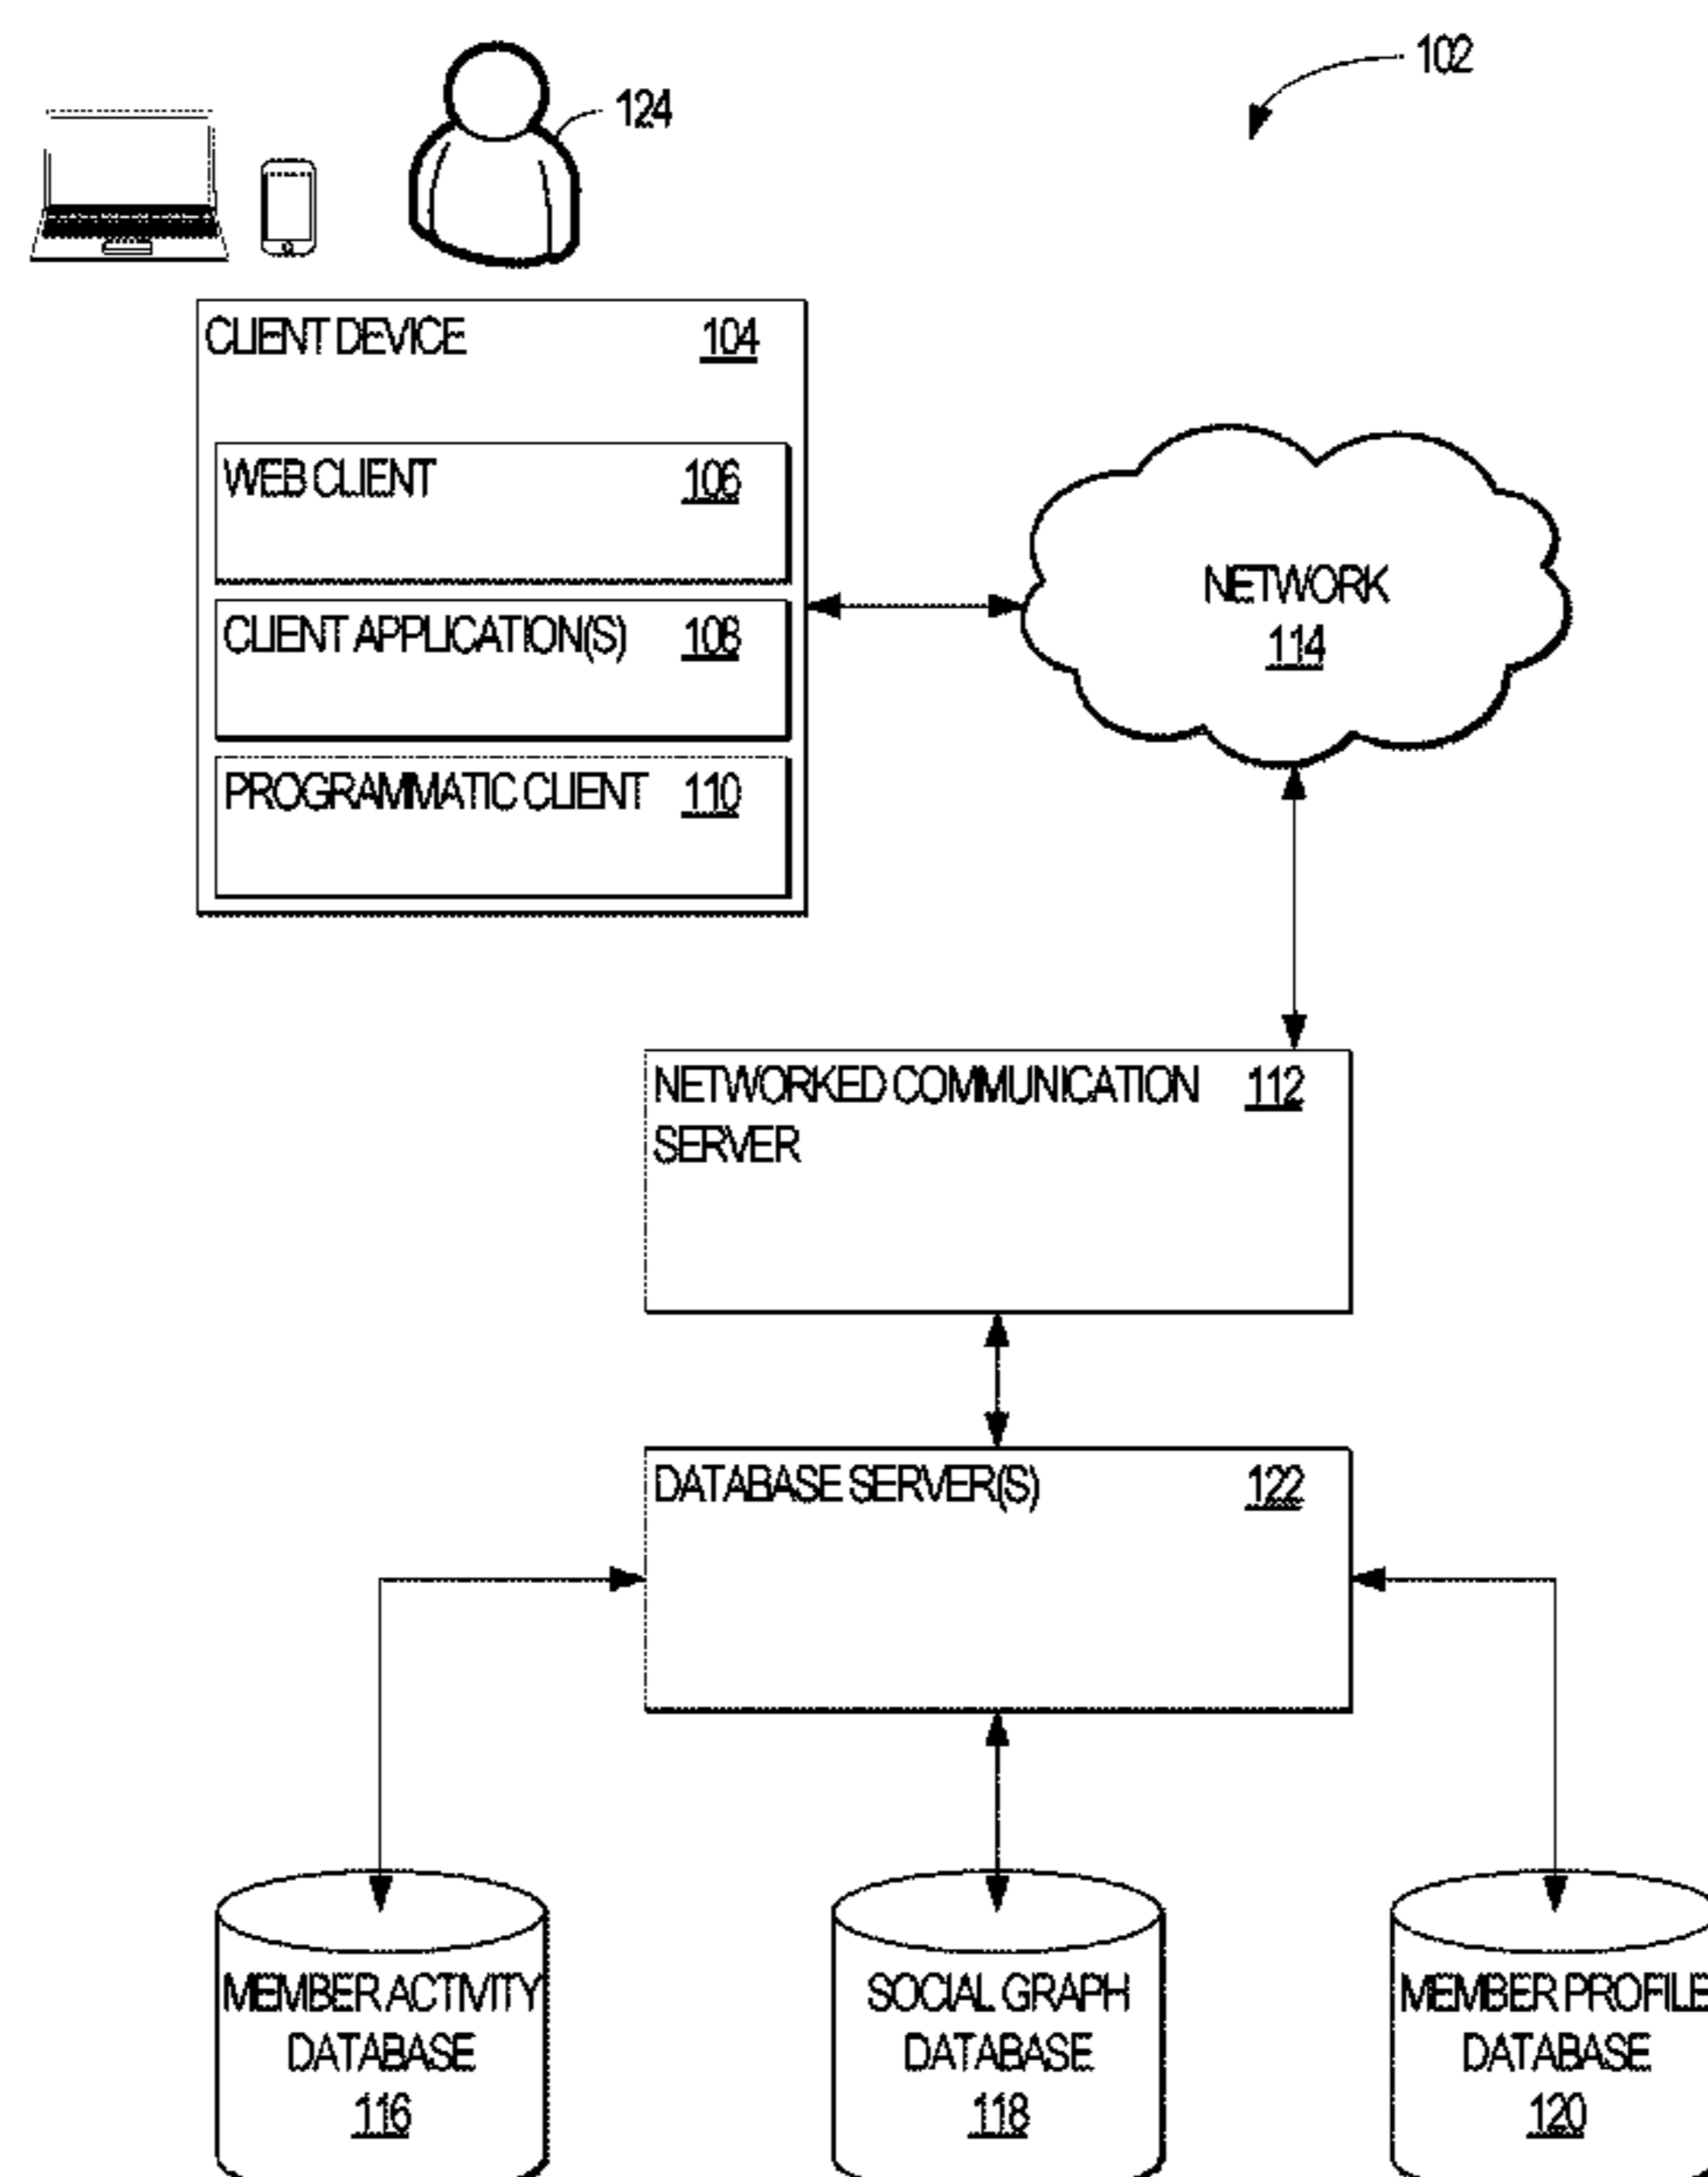 102
124
CLIENT DEVICE 104
WEB CLIENT 106
CLIENT APPLICATION(S) 108
PROGRAMMATIC CLIENT 110
NETWORK
114
NETWORKED COMMUNICATION 112
SERVER
DATABASE SERVER(S) 122
MEMBER ACTIVITY
DATABASE
116
SOCIAL GRAPH
DATABASE
118
MEMBER PROFILE
DATABASE
120